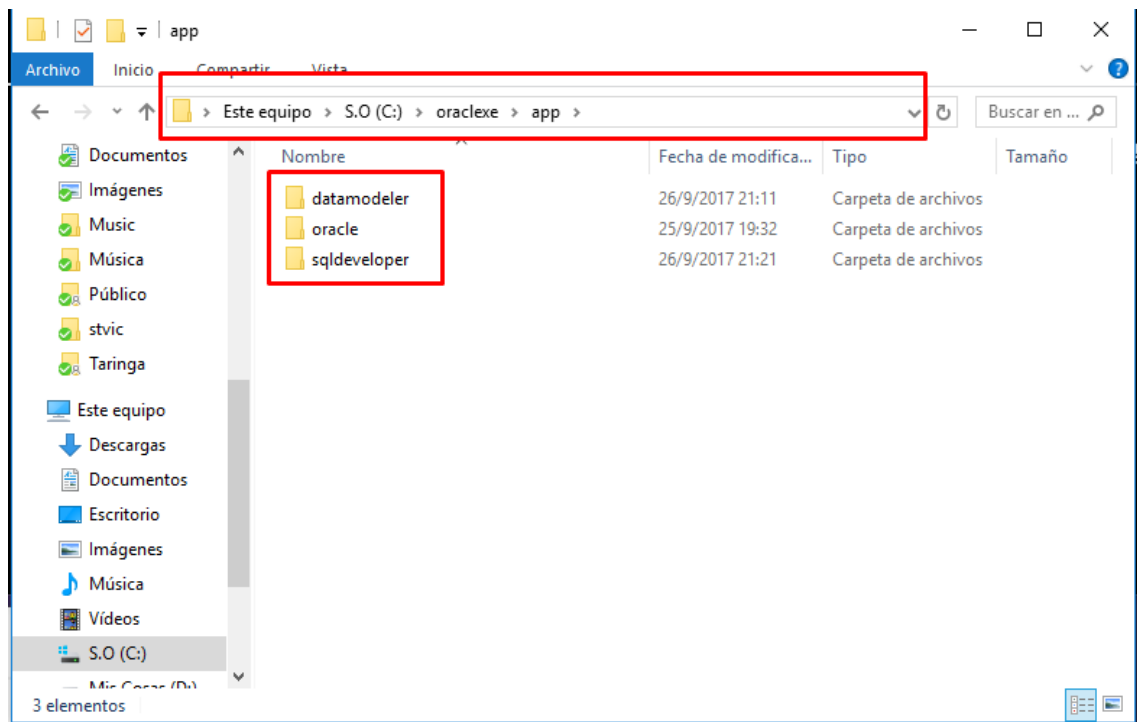 app
Archivo Inicio Compartir Vista
Este equipo > S.O (C:) > oraclexe > app > Buscar en ...
Nombre Fecha de modifica... Tipo Tamaño
datamodeler 26/9/2017 21:11 Carpeta de archivos
oracle 25/9/2017 19:32 Carpeta de archivos
sqldeveloper 26/9/2017 21:21 Carpeta de archivos
Documentos
Imágenes
Music
Música
Público
stvic
Taringa
Este equipo
Descargas
Documentos
Escritorio
Imágenes
Música
Vídeos
S.O (C:)
Mis Cosas (D:)
3 elementos